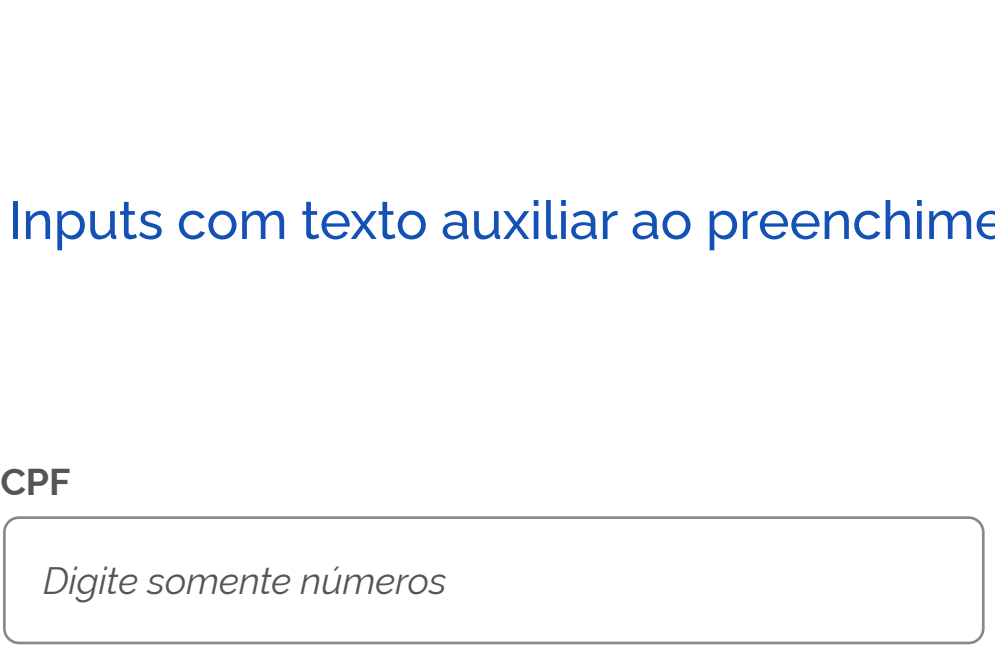 Inputs com texto auxiliar ao preenchime
CPF
Digite somente números